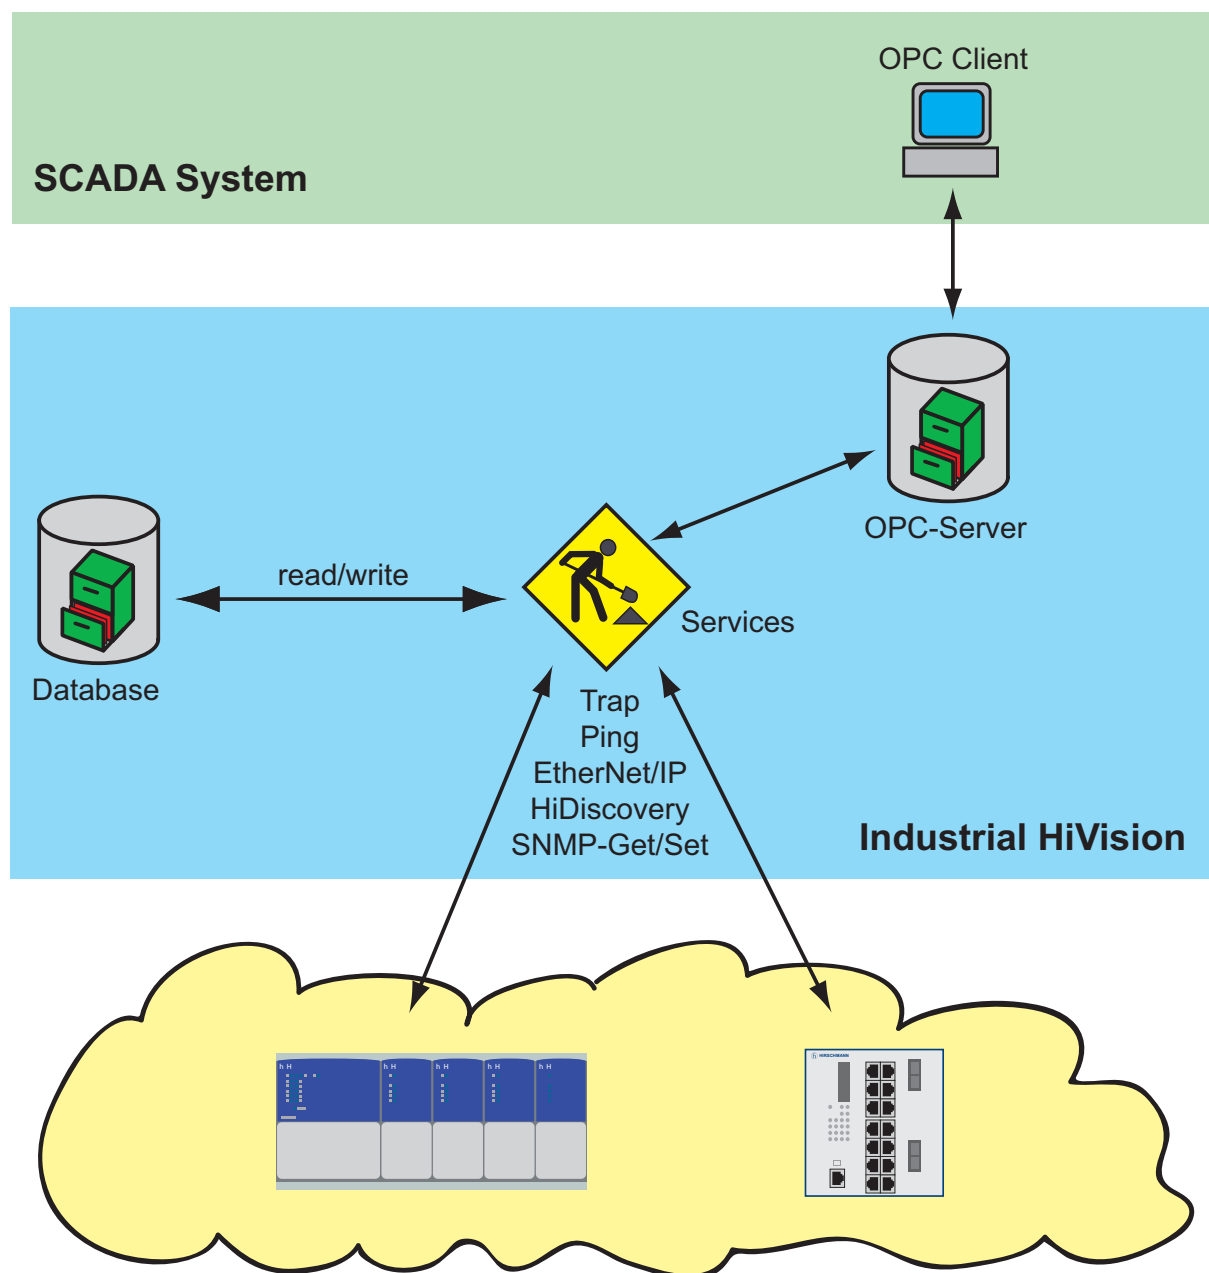 OPC Client
SCADA System
OPC-Server
read/write
Services
Database
Trap
Ping
EtherNet/IP
HiDiscovery
SNMP-Get/Set
Industrial HiVision
h H
h H
h H
h H
h H
h HIRSCHMANN